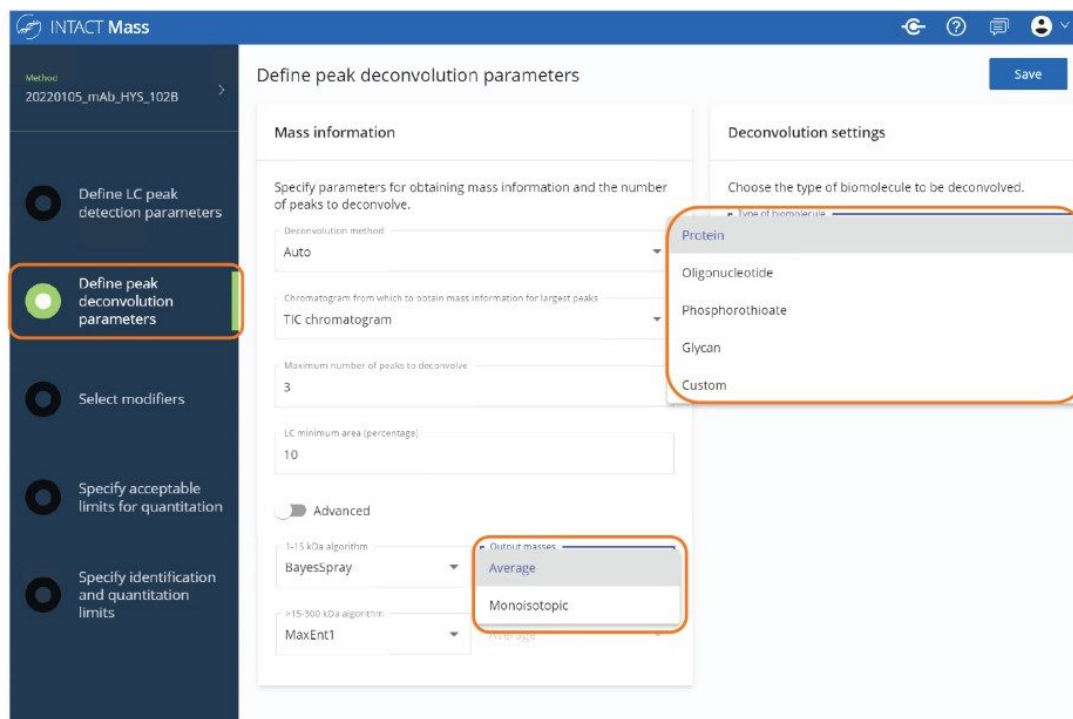 INTACT Mass
Method
20220105_mAb_HYS_102B
Define LC peak
detection parameters
Define peak
deconvolution
parameters
Select modifiers
Specify acceptable
limits for quantitation
Specify identification
and quantitation
limits
Define peak deconvolution parameters
Save
Mass information
Specify parameters for obtaining mass information and the number
of peaks to deconvolve.
Deconvolution method
Auto
Chromatogram from which to obtain mass information for largest peaks
TIC chromatogram
Maximum number of peaks to deconvolve
3
LC minimum area (percentage)
10
Advanced
1-15 kDa algorithm
BayesSpray
Output masses
Average
Monoisotopic
>15-300 kDa algorithm
MaxEnt1
Average
Deconvolution settings
Choose the type of biomolecule to be deconvolved.
Type of biomolecule
Protein
Oligonucleotide
Phosphorothioate
Glycan
Custom